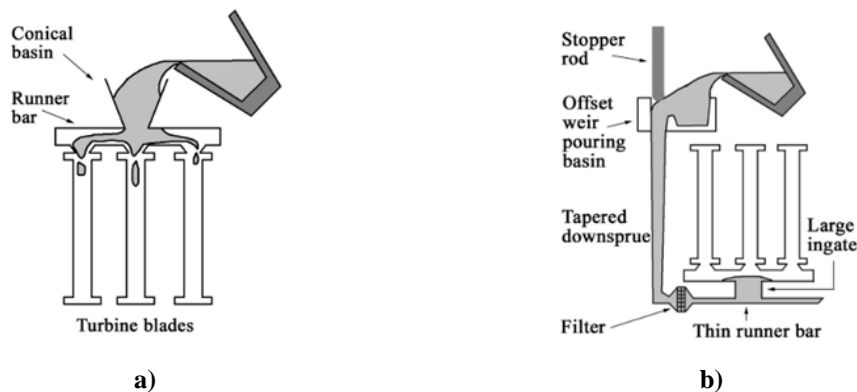 Conical
basin
Runner
bar
Turbine blades
a)
Stopper
rod
Offset
weir
pouring
basin
Tapered
downsprue
Large
ingate
Filter
Thin runner bar
b)